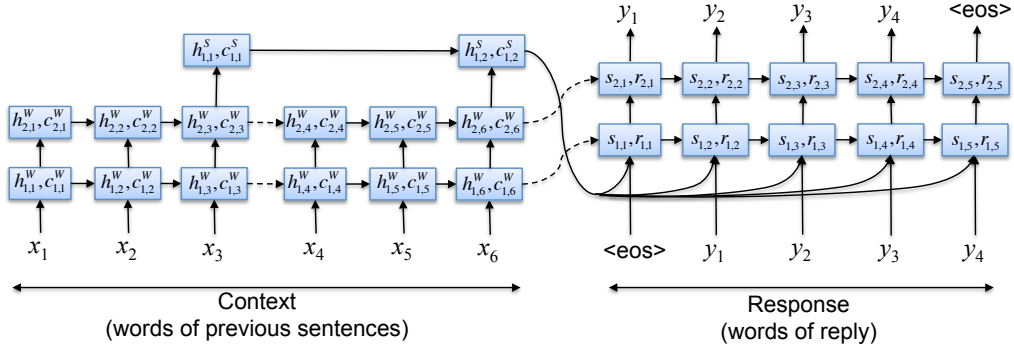 y₁ y₂ y₃ y₄ <eos>
h^S_{1,1}, c^S_{1,1} h^S_{1,2}, c^S_{1,2}
s_{2,1}, r_{2,1} s_{2,2}, r_{2,2} s_{2,3}, r_{2,3} s_{2,4}, r_{2,4} s_{2,5}, r_{2,5}
h^W_{2,1}, c^W_{2,1} h^W_{2,2}, c^W_{2,2} h^W_{2,3}, c^W_{2,3} h^W_{2,4}, c^W_{2,4} h^W_{2,5}, c^W_{2,5} h^W_{2,6}, c^W_{2,6}
s_{1,1}, r_{1,1} s_{1,2}, r_{1,2} s_{1,3}, r_{1,3} s_{1,4}, r_{1,4} s_{1,5}, r_{1,5}
h^W_{1,1}, c^W_{1,1} h^W_{1,2}, c^W_{1,2} h^W_{1,3}, c^W_{1,3} h^W_{1,4}, c^W_{1,4} h^W_{1,5}, c^W_{1,5} h^W_{1,6}, c^W_{1,6}
x₁ x₂ x₃ x₄ x₅ x₆ <eos> y₁ y₂ y₃ y₄
Context
(words of previous sentences)
Response
(words of reply)